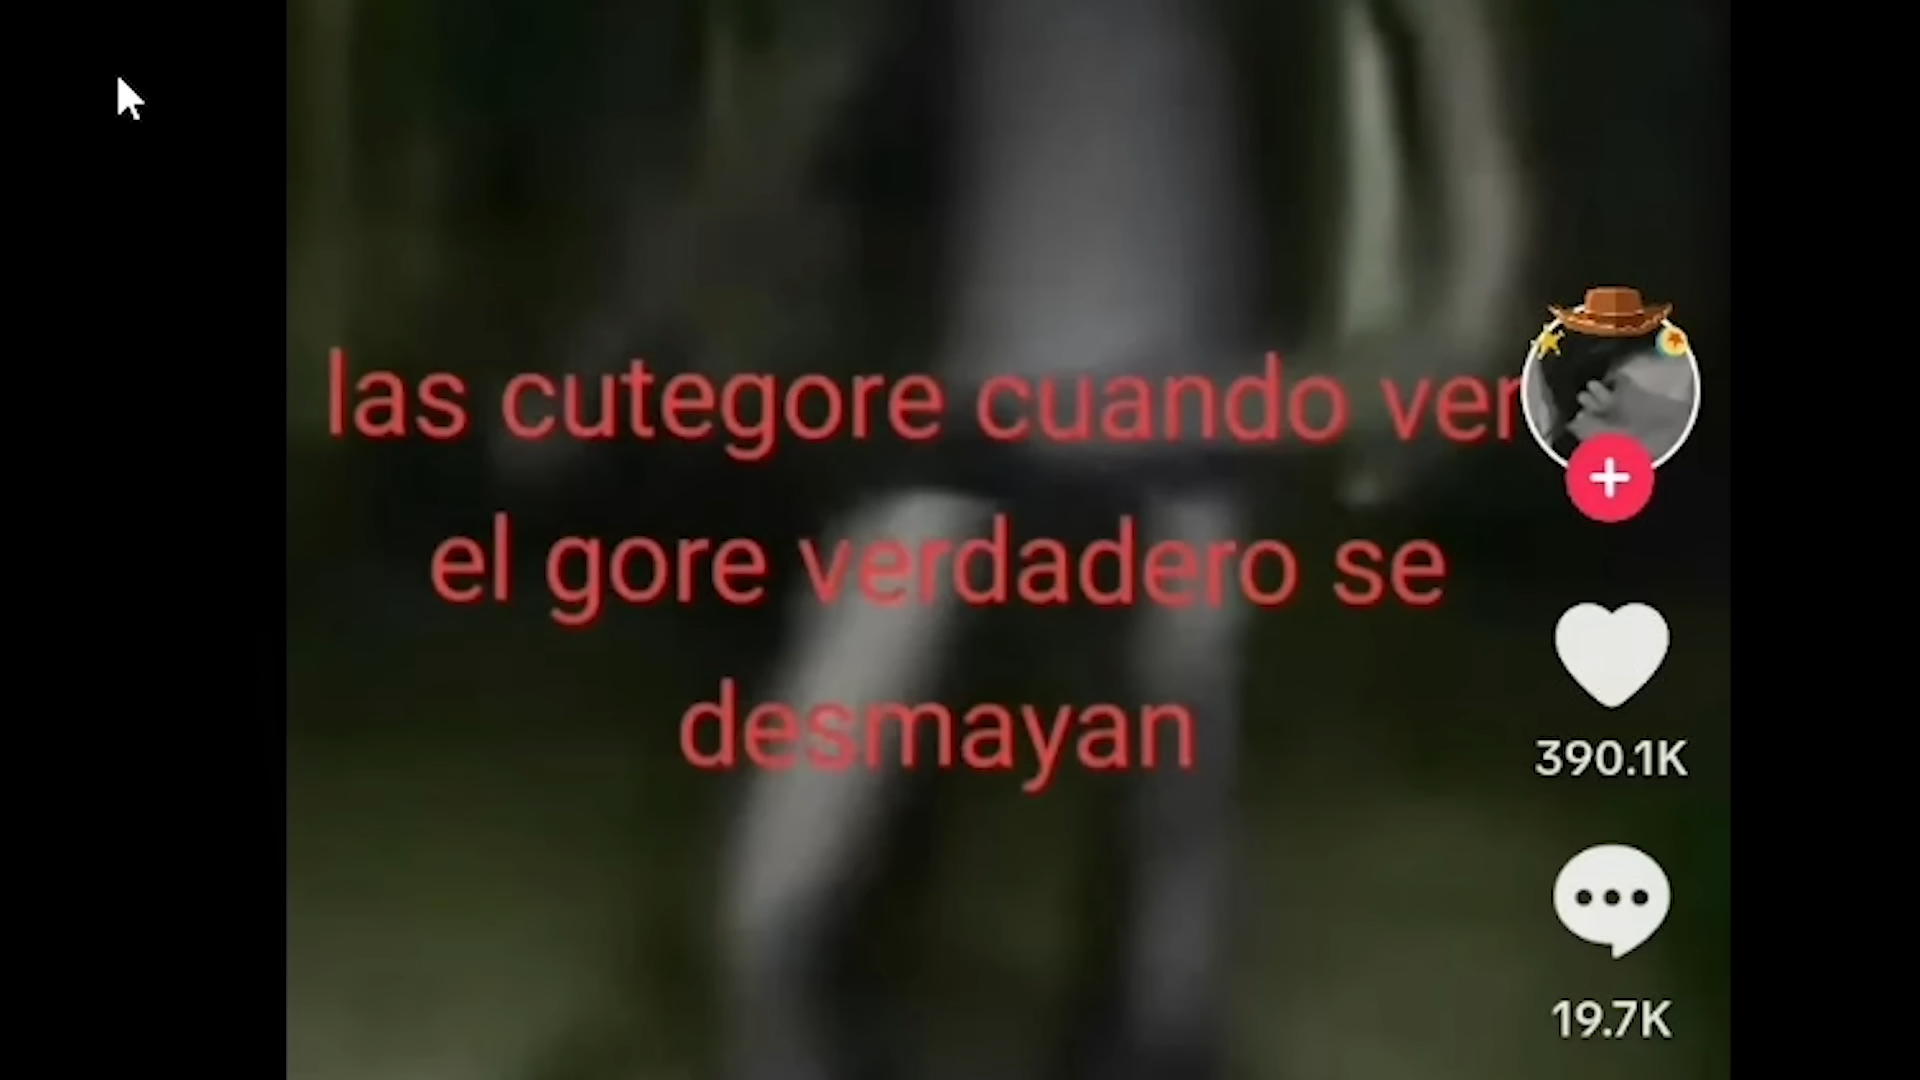 las cutegore cuando ver
el gore verdadero se
desmayan
390.1K
19.7K